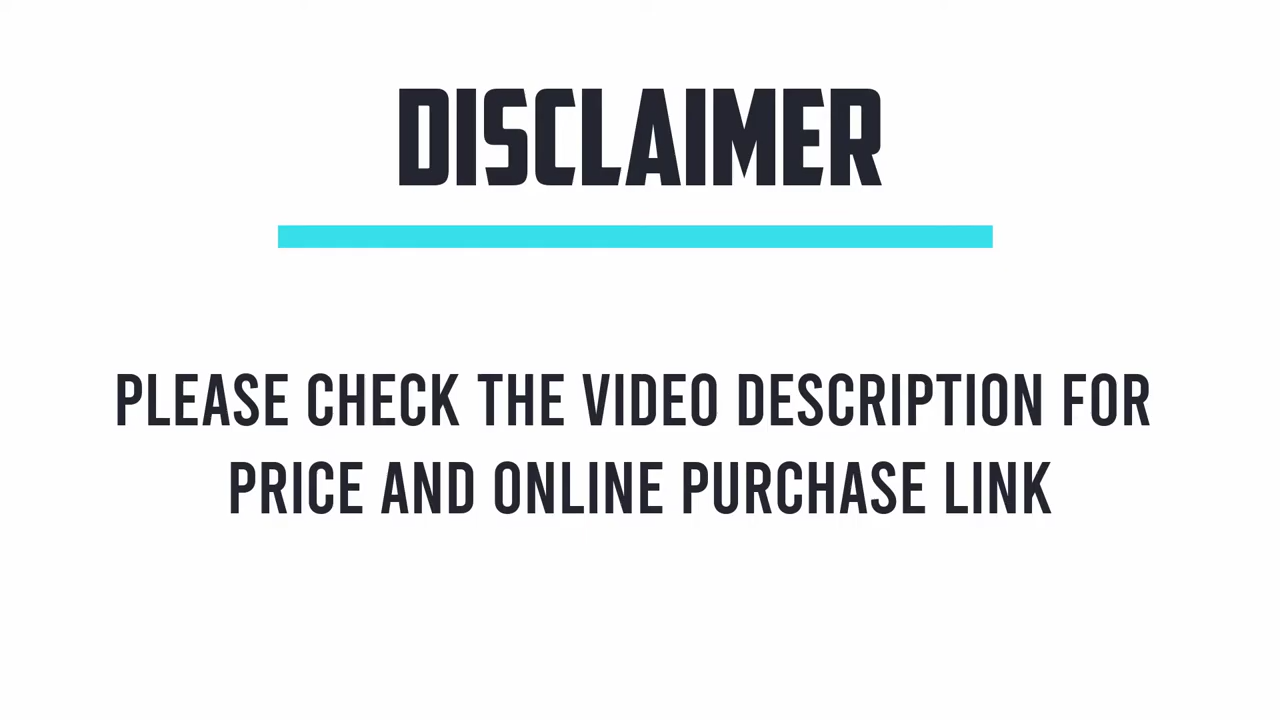 DISCLAIMER
PLEASE CHECK THE VIDEO DESCRIPTION FOR
PRICE AND ONLINE PURCHASE LINK